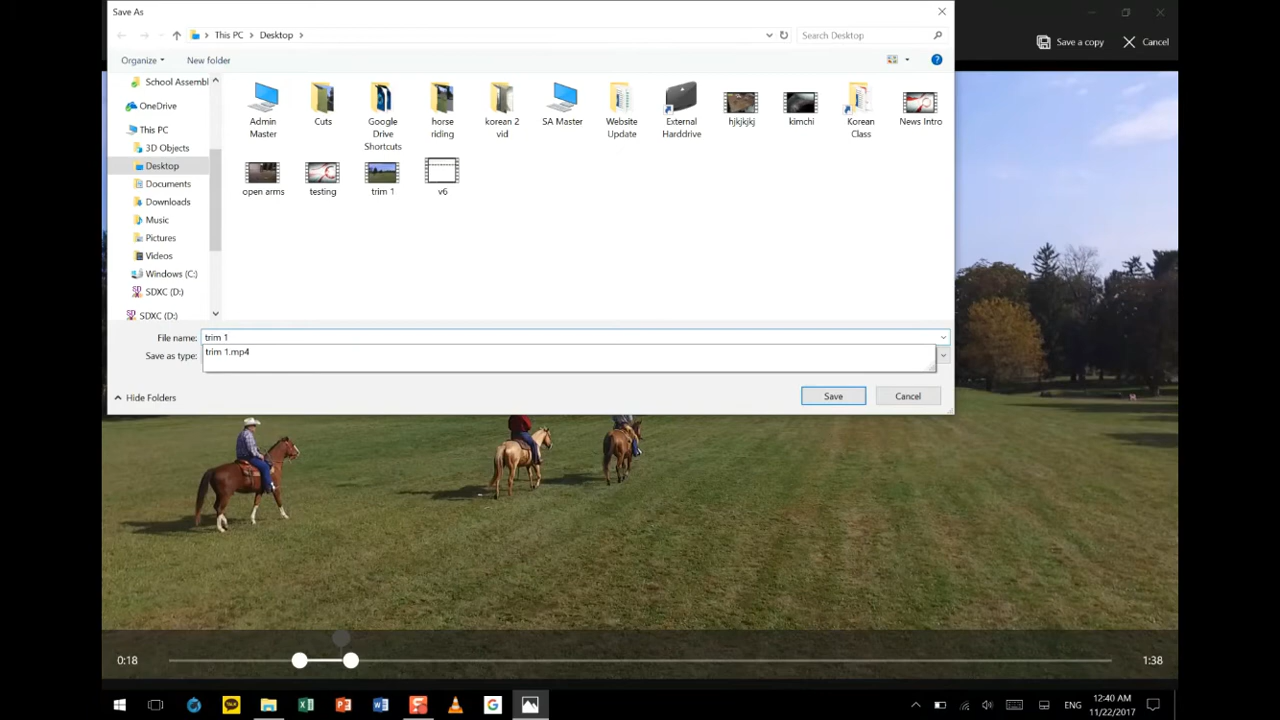 Save As
This PC
Desktop
Search Desktop
Save a copy
Cancel
Organize
New folder
School Assembl
OneDrive
This PC
3D Objects
Desktop
Documents
Downloads
Music
Pictures
Videos
Windows (C:)
SDXC (D:)
SDXC (D:)
Admin
Master
Cuts
Google
Drive
Shortcuts
horse
riding
korean 2
vid
SA Master
Website
Update
External
Harddrive
hjkjkjkj
kimchi
Korean
Class
News Intro
open arms
testing
trim 1
v6
File name: trim 1
trim 1.mp4
Save as type:
Hide Folders
Save
Cancel
0:18
1:38
TALK
ENG
12:40 AM
11/22/2017